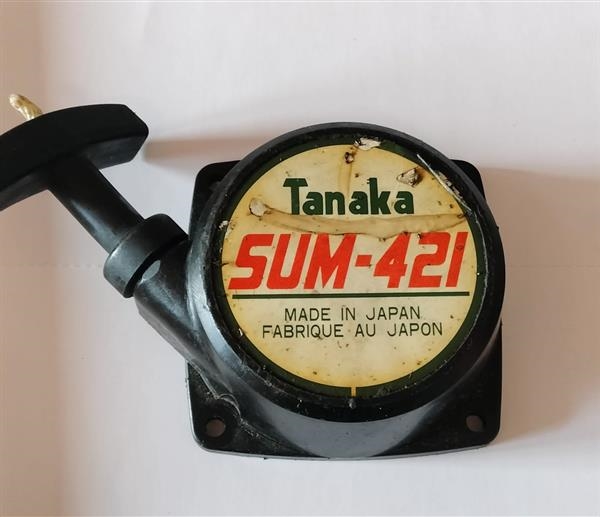 Tanaka
SUM-421
MADE IN JAPAN
FABRIQUE AU JAPON